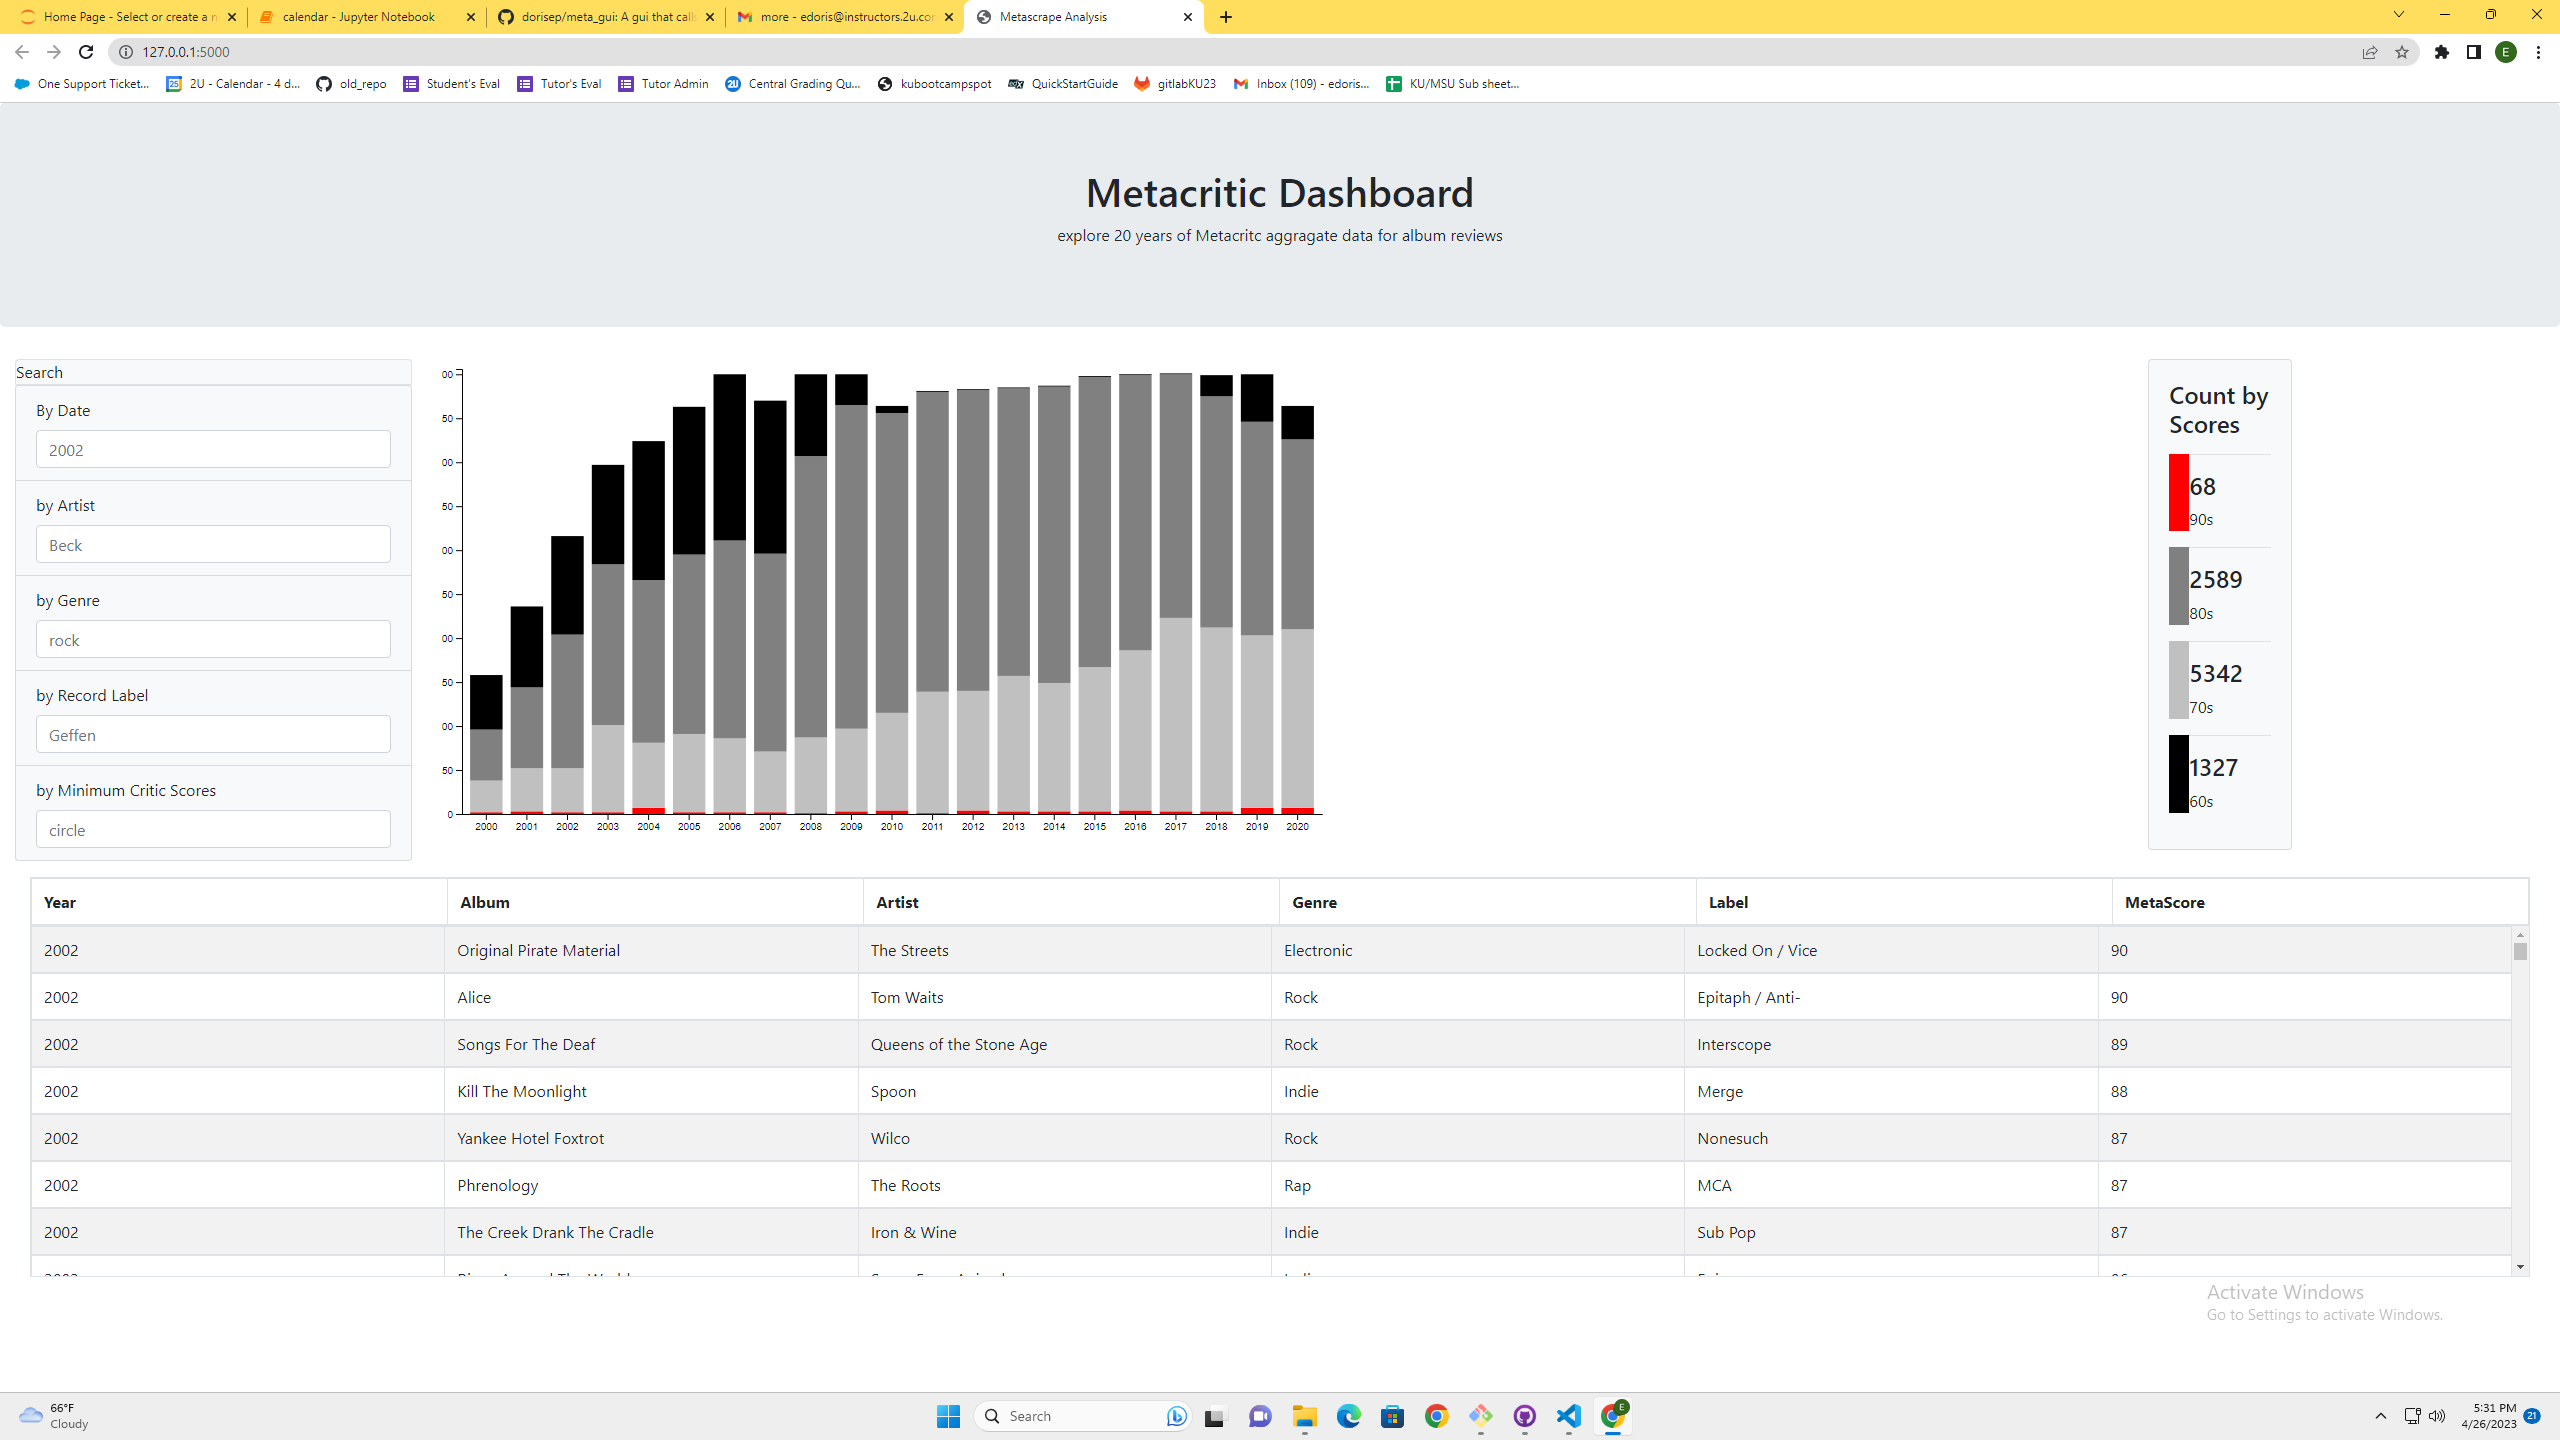 Home Page - Select or create a n
calendar - Jupyter Notebook
dorisep/meta_gui: A gui that calls
more - edoris@instructors.2u.cor
Metascrape Analysis
127.0.0.1:5000
E
One Support Ticket...
2U - Calendar - 4 d...
old_repo
Student's Eval
Tutor's Eval
Tutor Admin
Central Grading Qu...
kubootcampspot
QuickStartGuide
gitlabKU23
Inbox (109) - edoris...
KU/MSU Sub sheet...
Metacritic Dashboard
explore 20 years of Metacritc aggragate data for album reviews
Search
By Date
2002
by Artist
Beck
by Genre
rock
by Record Label
Geffen
by Minimum Critic Scores
circle
00
50
00
50
00
50
00
50
00
50
0
2000 2001 2002 2003 2004 2005 2006 2007 2008 2009 2010 2011 2012 2013 2014 2015 2016 2017 2018 2019 2020
Count by
Scores
68
90s
2589
80s
5342
70s
1327
60s
Year Album Artist Genre Label MetaScore
2002 Original Pirate Material The Streets Electronic Locked On / Vice 90
2002 Alice Tom Waits Rock Epitaph / Anti- 90
2002 Songs For The Deaf Queens of the Stone Age Rock Interscope 89
2002 Kill The Moonlight Spoon Indie Merge 88
2002 Yankee Hotel Foxtrot Wilco Rock Nonesuch 87
2002 Phrenology The Roots Rap MCA 87
2002 The Creek Drank The Cradle Iron & Wine Indie Sub Pop 87
Activate Windows
Go to Settings to activate Windows.
66°F
Cloudy
Search
E
5:31 PM
4/26/2023
21